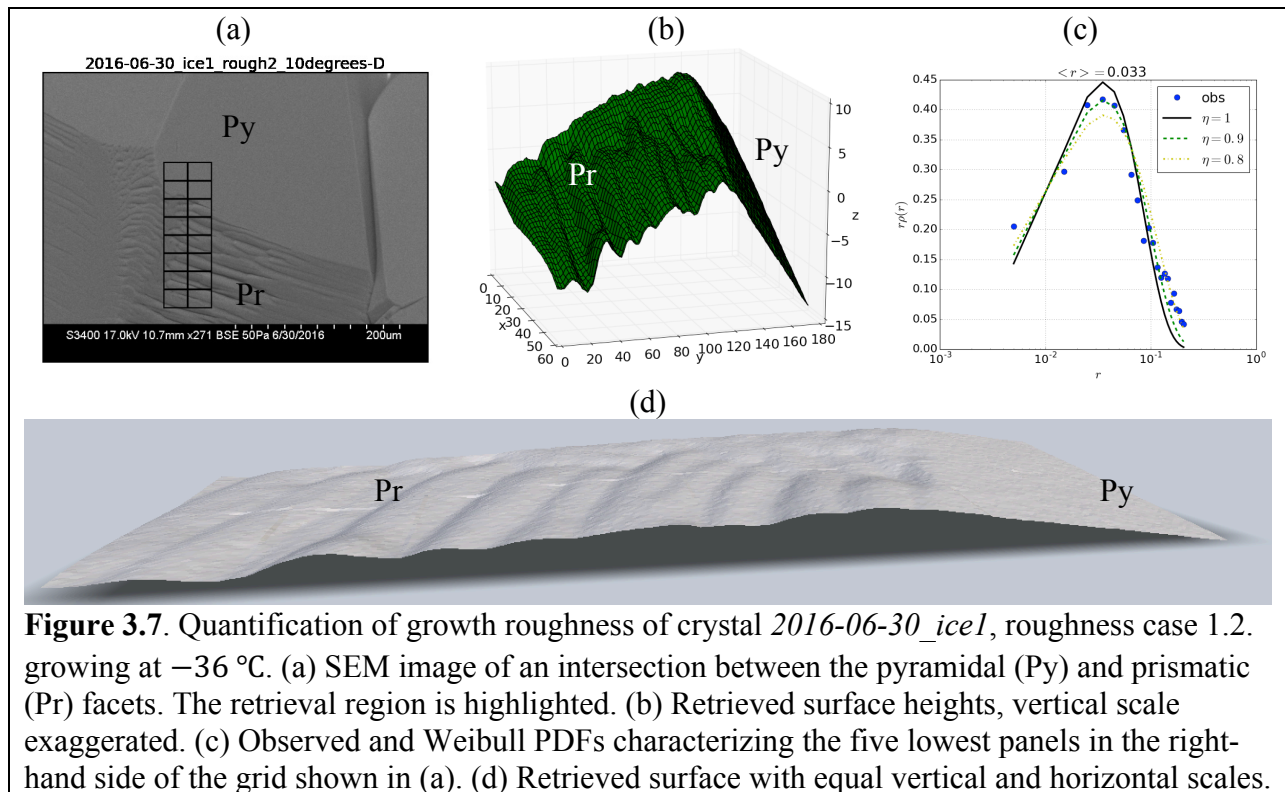 (a)
(b)
(c)
2016-06-30_ice1_rough2_10degrees-D
Py
Pr
S3400 17.0kV 10.7mm x271 BSE 50Pa 6/30/2016
200um
Pr
Py
10
5
0
−5
−10
−15
z
0
10
20
30
40
50
60
x
0
20
40
60
80
100
120
140
160
180
y
<r> = 0.033
obs
η = 1
η = 0.9
η = 0.8
0.45
0.40
0.35
0.30
0.25
0.20
0.15
0.10
0.05
0.00
rρ(r)
10⁻³
10⁻²
10⁻¹
10⁰
r
(d)
Pr
Py
Figure 3.7. Quantification of growth roughness of crystal 2016-06-30_ice1, roughness case 1.2.
growing at −36 ℃. (a) SEM image of an intersection between the pyramidal (Py) and prismatic
(Pr) facets. The retrieval region is highlighted. (b) Retrieved surface heights, vertical scale
exaggerated. (c) Observed and Weibull PDFs characterizing the five lowest panels in the right-
hand side of the grid shown in (a). (d) Retrieved surface with equal vertical and horizontal scales.